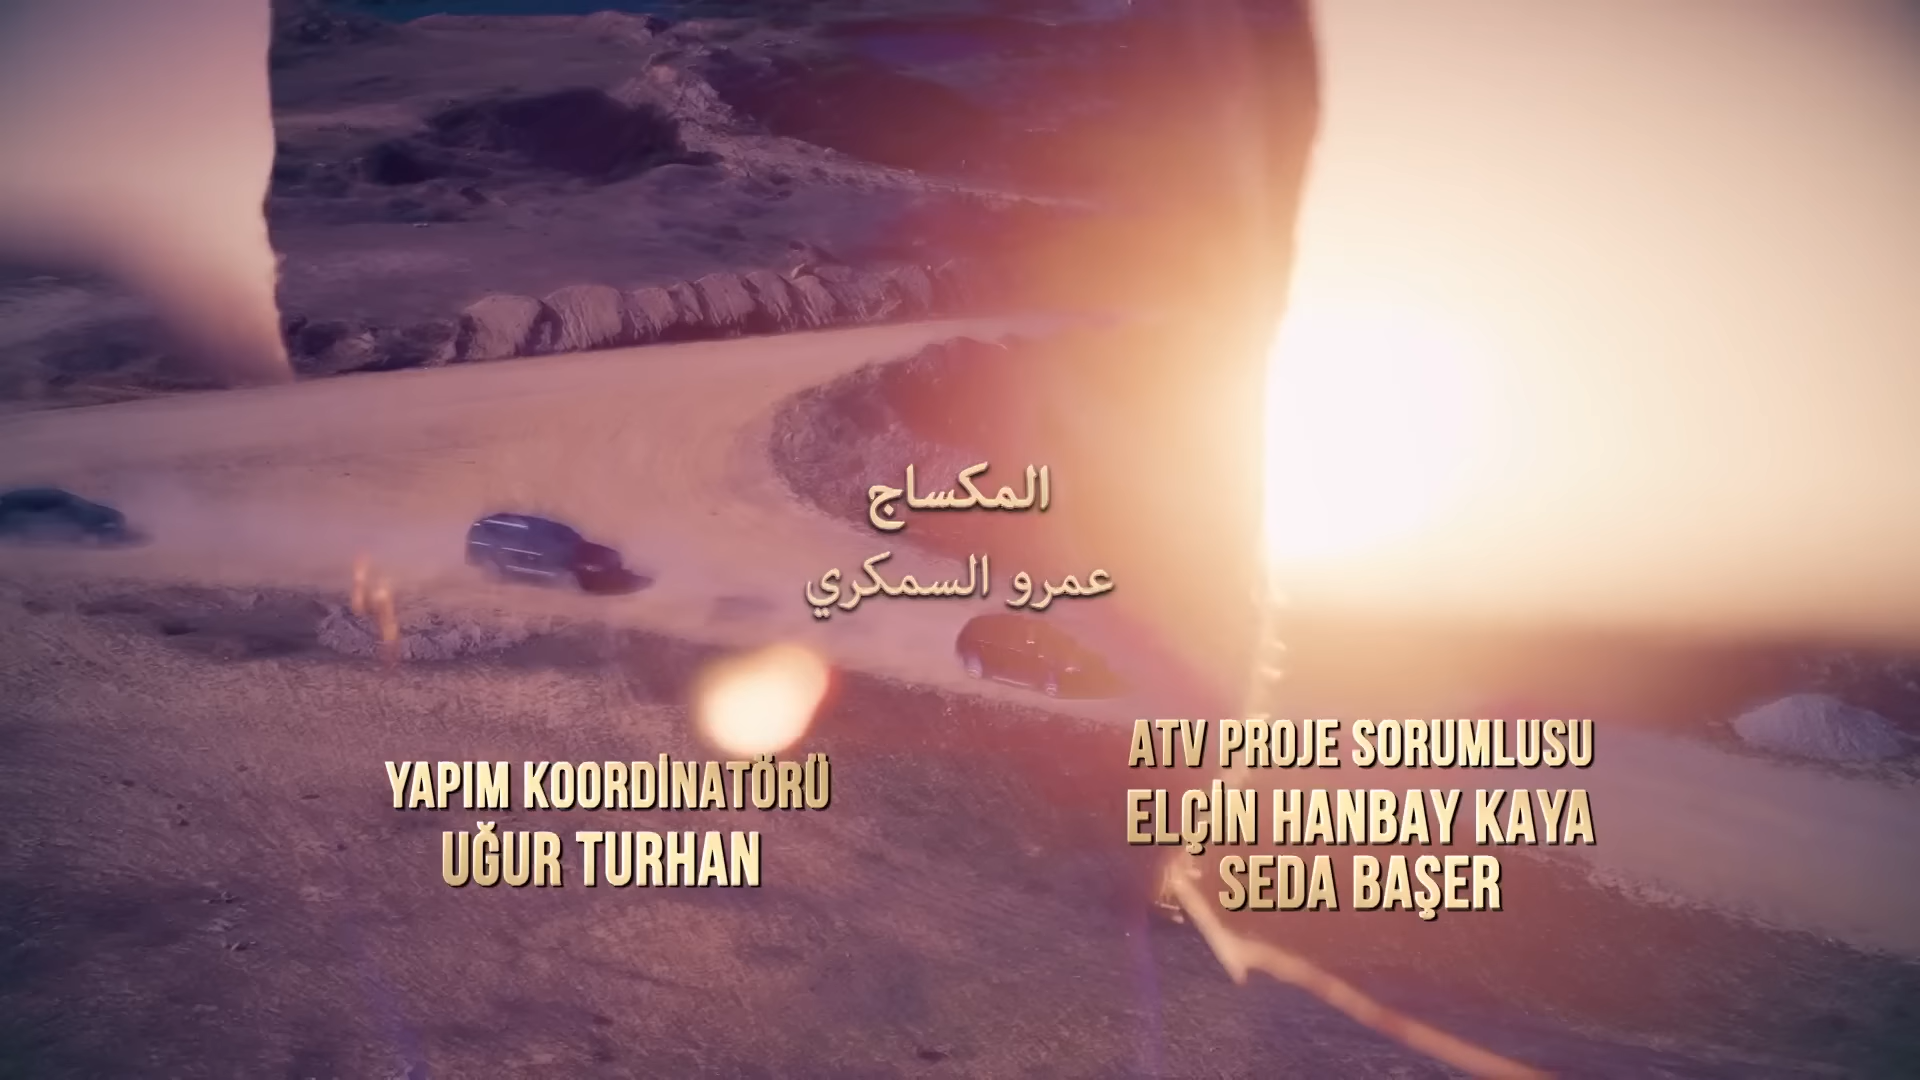 المكساج
عمرو السمكري
YAPIM KOORDİNATÖRÜ
UĞUR TURHAN
ATV PROJE SORUMLUSU
ELÇİN HANBAY KAYA
SEDA BAŞER